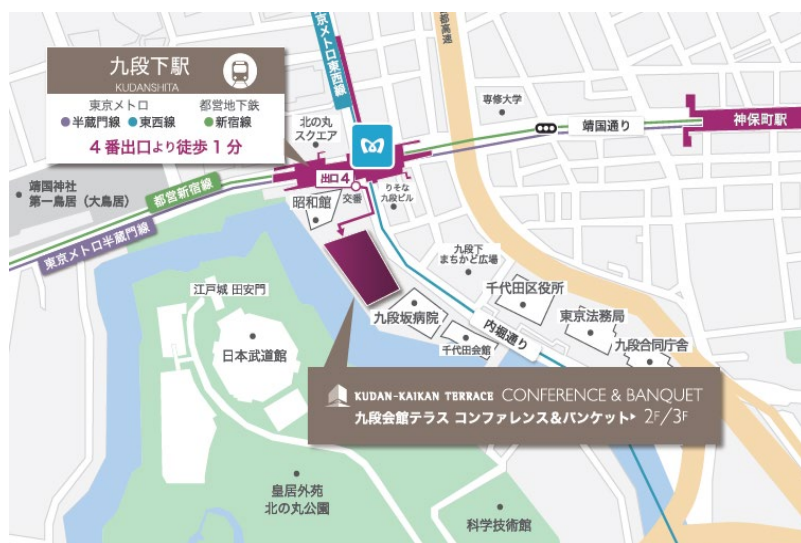 九段下駅
KUDANSHITA
東京メトロ
都営地下鉄
半蔵門線 東西線
新宿線
4番出口より徒歩1分
東京メトロ東西線
首都高速
北の丸
スクエア
専修大学
靖国通り
神保町駅
出口4
靖国神社
第一鳥居(大鳥居)
都営新宿線
東京メトロ半蔵門線
昭和館
交番
りそな
九段ビル
九段下
まちかど広場
千代田区役所
東京法務局
九段合同庁舎
江戸城 田安門
日本武道館
九段坂病院
千代田会館
内堀通り
KUDAN-KAIKAN TERRACE CONFERENCE & BANQUET
九段会館テラス コンファレンス&バンケット▸ 2F/3F
皇居外苑
北の丸公園
科学技術館